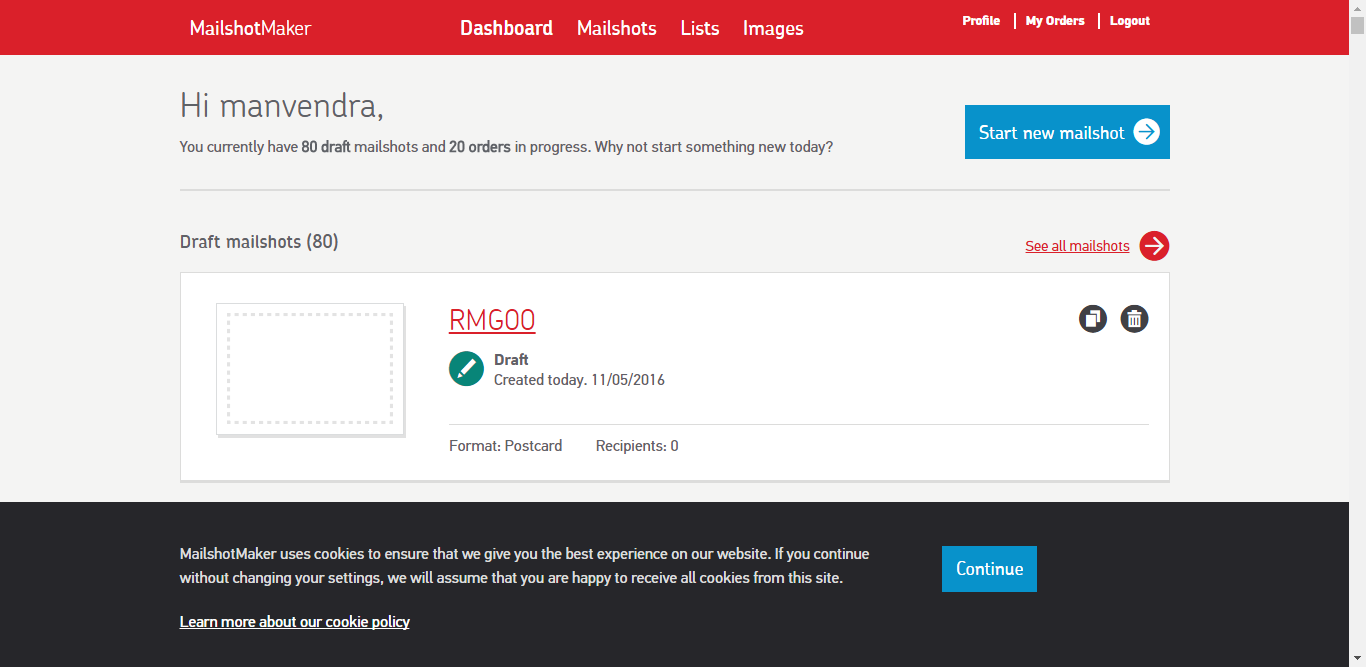 MailshotMaker
Dashboard Mailshots Lists Images
Profile My Orders Logout
Hi manvendra,
You currently have 80 draft mailshots and 20 orders in progress. Why not start something new today?
Start new mailshot
Draft mailshots (80)
See all mailshots
RMG00
Draft
Created today. 11/05/2016
Format: Postcard Recipients: 0
MailshotMaker uses cookies to ensure that we give you the best experience on our website. If you continue
without changing your settings, we will assume that you are happy to receive all cookies from this site.
Continue
Learn more about our cookie policy